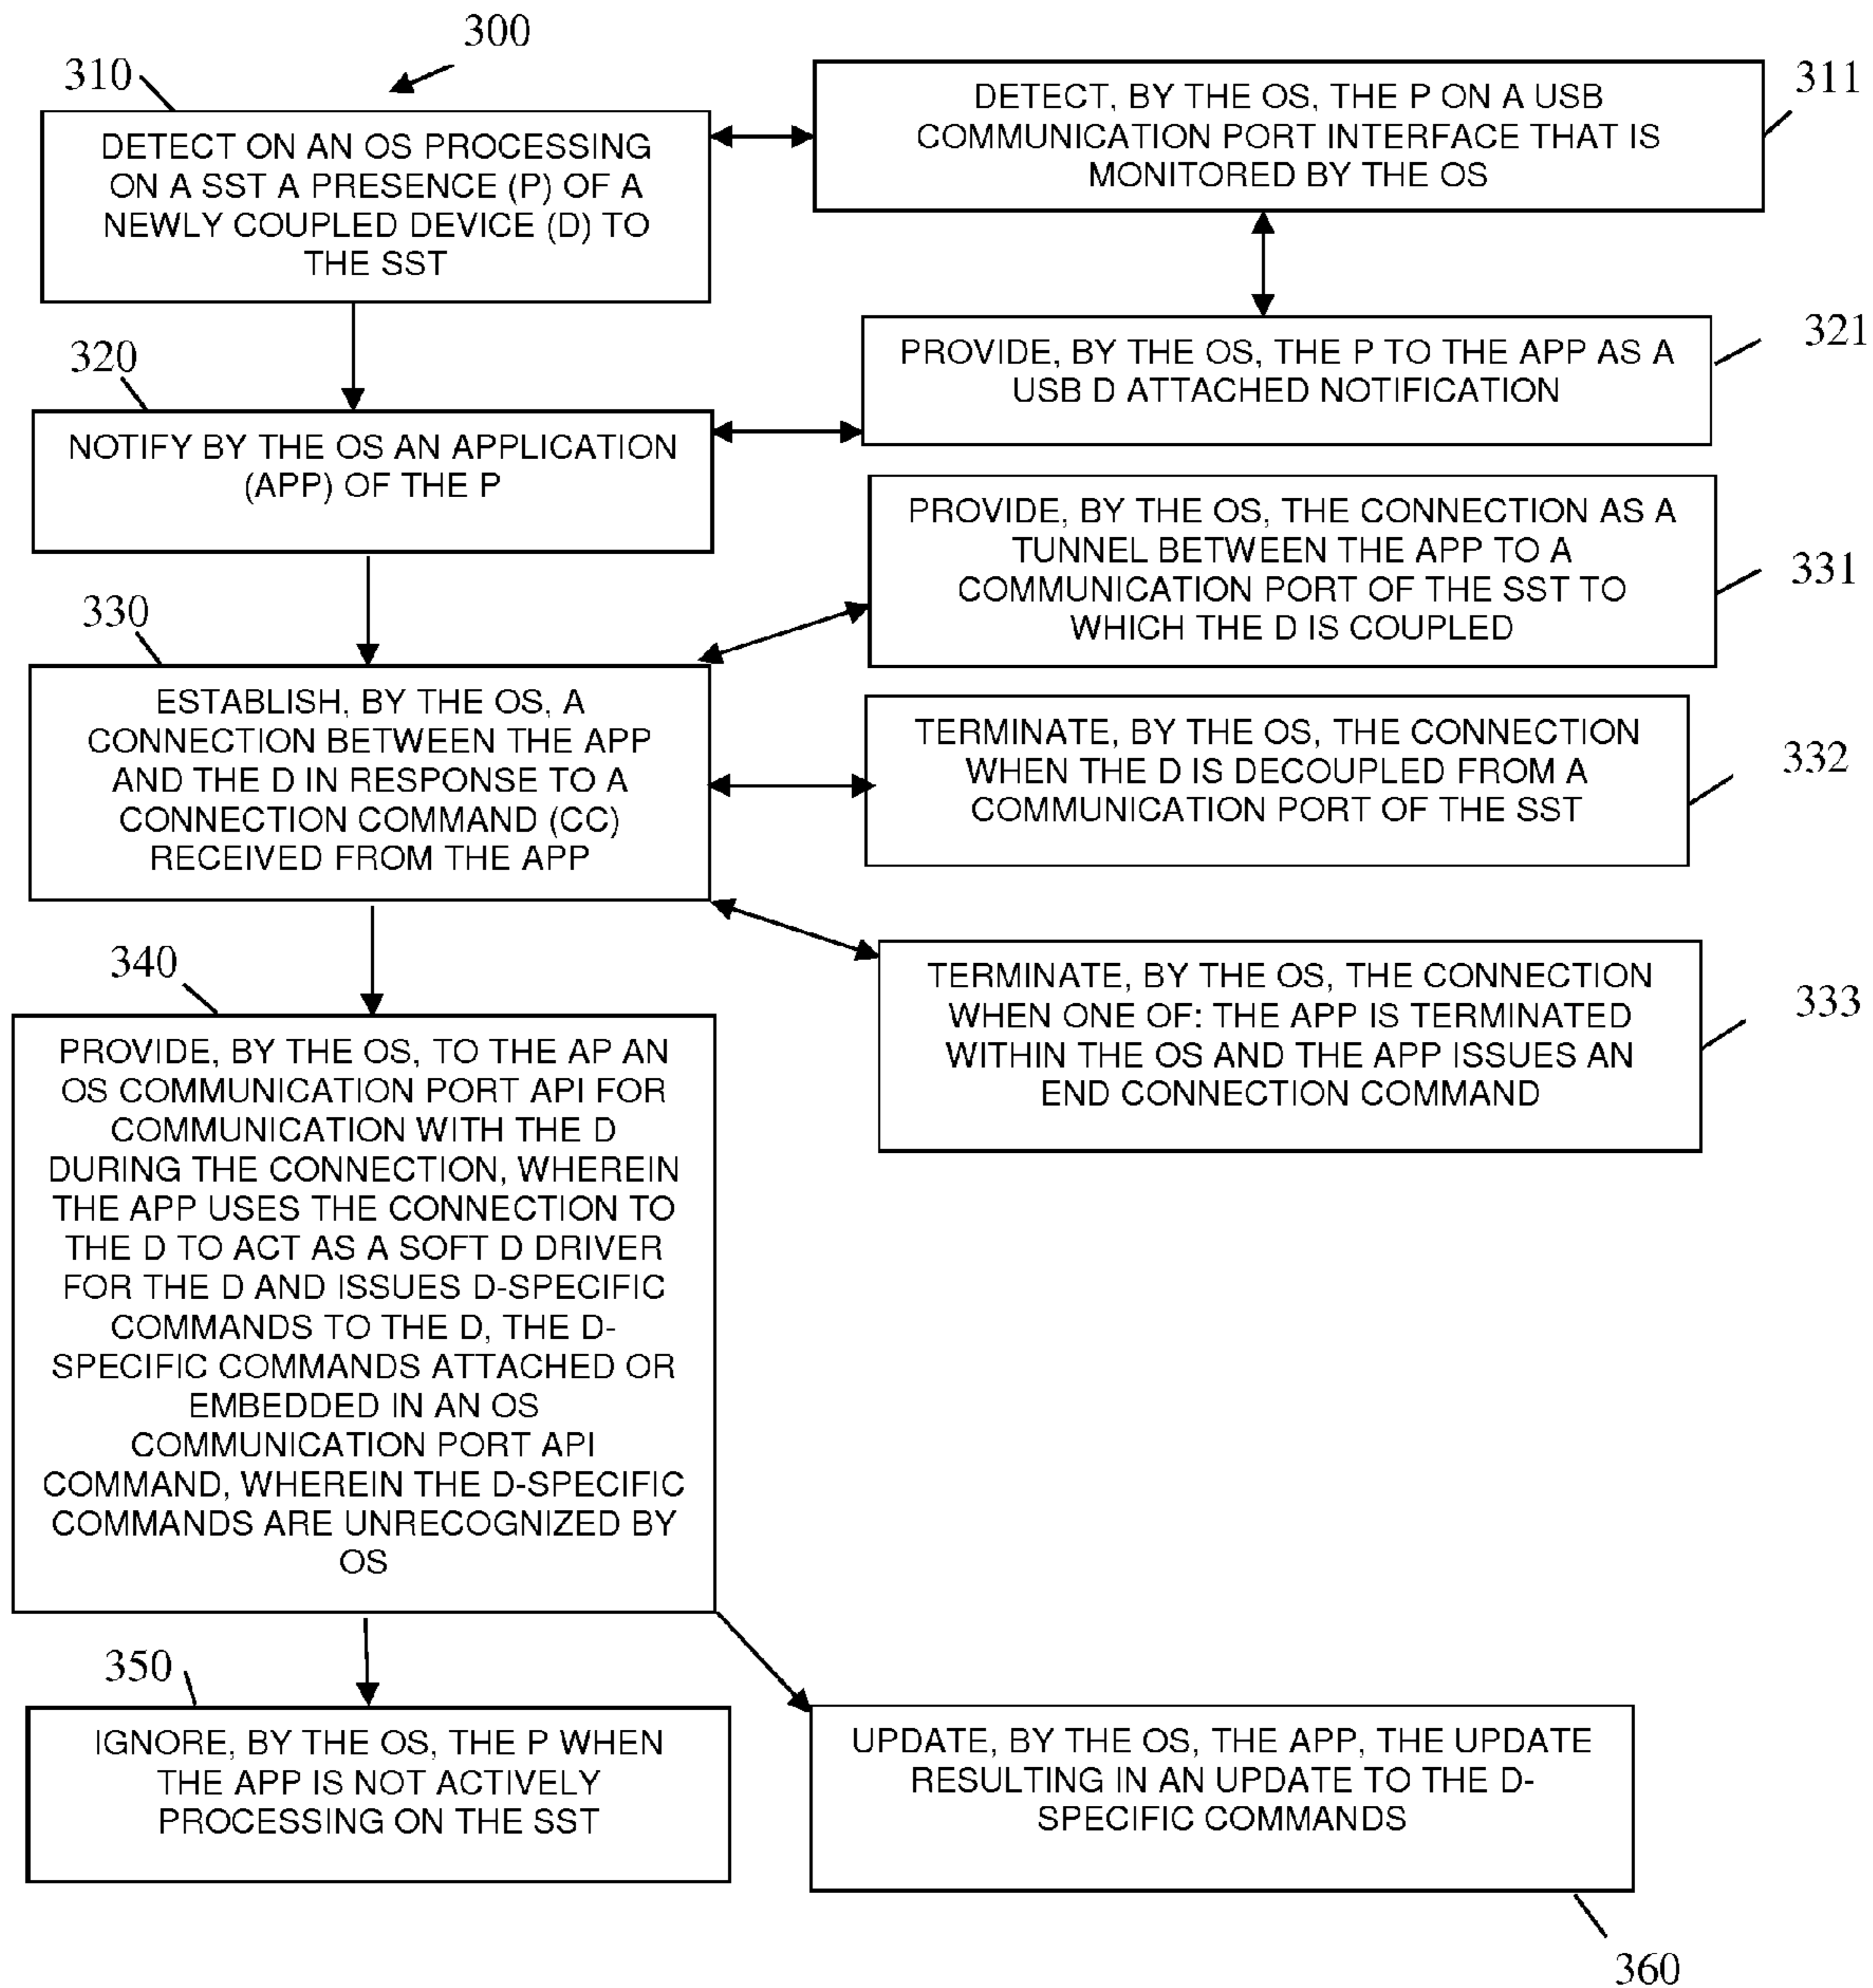 300
310
DETECT ON AN OS PROCESSING
ON A SST A PRESENCE (P) OF A
NEWLY COUPLED DEVICE (D) TO
THE SST
311
DETECT, BY THE OS, THE P ON A USB
COMMUNICATION PORT INTERFACE THAT IS
MONITORED BY THE OS
320
NOTIFY BY THE OS AN APPLICATION
(APP) OF THE P
321
PROVIDE, BY THE OS, THE P TO THE APP AS A
USB D ATTACHED NOTIFICATION
330
ESTABLISH, BY THE OS, A
CONNECTION BETWEEN THE APP
AND THE D IN RESPONSE TO A
CONNECTION COMMAND (CC)
RECEIVED FROM THE APP
331
PROVIDE, BY THE OS, THE CONNECTION AS A
TUNNEL BETWEEN THE APP TO A
COMMUNICATION PORT OF THE SST TO
WHICH THE D IS COUPLED
332
TERMINATE, BY THE OS, THE CONNECTION
WHEN THE D IS DECOUPLED FROM A
COMMUNICATION PORT OF THE SST
333
TERMINATE, BY THE OS, THE CONNECTION
WHEN ONE OF: THE APP IS TERMINATED
WITHIN THE OS AND THE APP ISSUES AN
END CONNECTION COMMAND
340
PROVIDE, BY THE OS, TO THE AP AN
OS COMMUNICATION PORT API FOR
COMMUNICATION WITH THE D
DURING THE CONNECTION, WHEREIN
THE APP USES THE CONNECTION TO
THE D TO ACT AS A SOFT D DRIVER
FOR THE D AND ISSUES D-SPECIFIC
COMMANDS TO THE D, THE D-
SPECIFIC COMMANDS ATTACHED OR
EMBEDDED IN AN OS
COMMUNICATION PORT API
COMMAND, WHEREIN THE D-SPECIFIC
COMMANDS ARE UNRECOGNIZED BY
OS
350
IGNORE, BY THE OS, THE P WHEN
THE APP IS NOT ACTIVELY
PROCESSING ON THE SST
UPDATE, BY THE OS, THE APP, THE UPDATE
RESULTING IN AN UPDATE TO THE D-
SPECIFIC COMMANDS
360